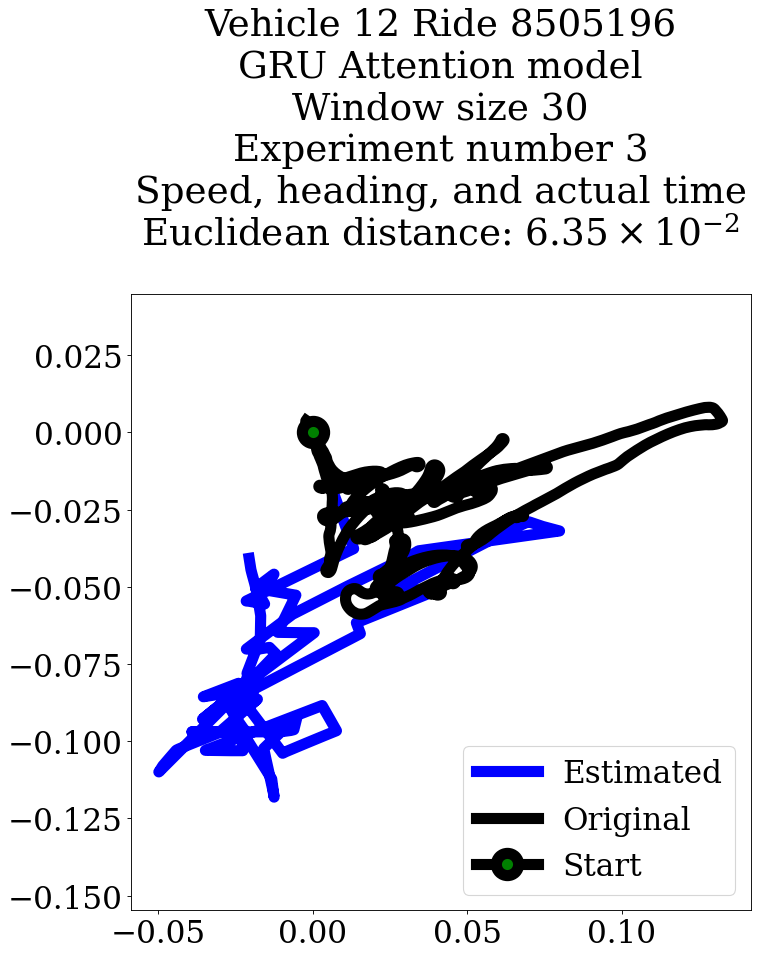 Vehicle 12 Ride 8505196
GRU Attention model
Window size 30
Experiment number 3
Speed, heading, and actual time
Euclidean distance: 6.35 × 10⁻²
0.025
0.000
−0.025
−0.050
−0.075
−0.100
−0.125
−0.150
Estimated
Original
Start
−0.05 0.00 0.05 0.10